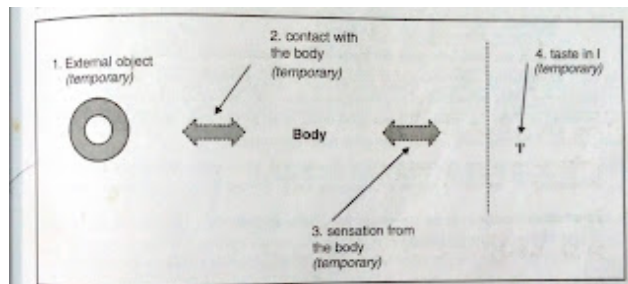 1. External object
(temporary)
2. contact with
the body
(temporary)
4. taste in I
(temporary)
Body
'I'
3. sensation from
the body
(temporary)